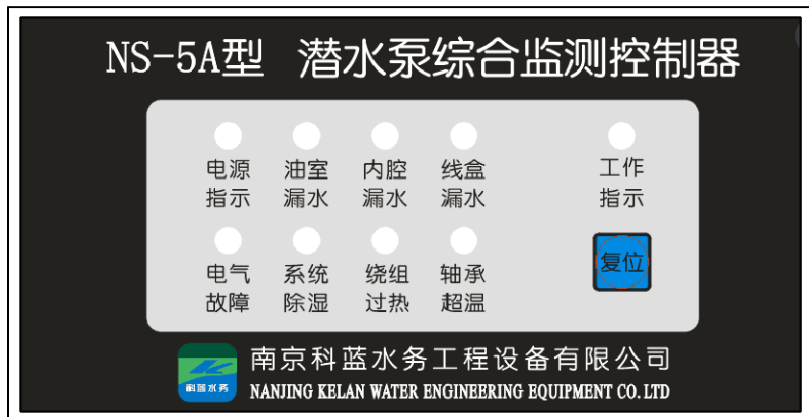 NS-5A型 潜水泵综合监测控制器
电源 油室 内腔 线盒 工作
指示 漏水 漏水 漏水 指示
电气 系统 绕组 轴承 复位
故障 除湿 过热 超温
科蓝水务
南京科蓝水务工程设备有限公司
NANJING KELAN WATER ENGINEERING EQUIPMENT CO.LTD